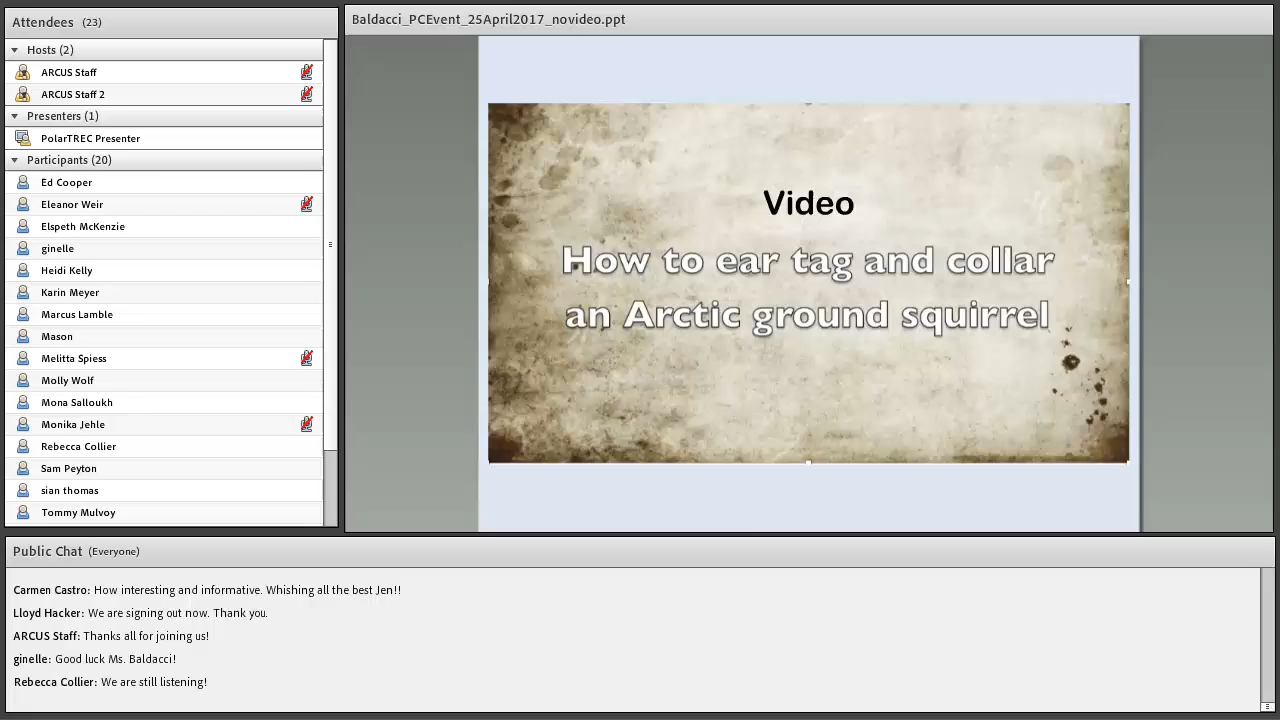 Attendees (23)
Hosts (2)
ARCUS Staff
ARCUS Staff 2
Presenters (1)
PolarTREC Presenter
Participants (20)
Ed Cooper
Eleanor Weir
Elspeth McKenzie
ginelle
Heidi Kelly
Karin Meyer
Marcus Lamble
Mason
Melitta Spiess
Molly Wolf
Mona Salloukh
Monika Jehle
Rebecca Collier
Sam Peyton
sian thomas
Tommy Mulvoy
Baldacci_PCEvent_25April2017_novideo.ppt
Video
How to ear tag and collar
an Arctic ground squirrel
Public Chat (Everyone)
Carmen Castro: How interesting and informative. Whishing all the best Jen!!
Lloyd Hacker: We are signing out now. Thank you.
ARCUS Staff: Thanks all for joining us!
ginelle: Good luck Ms. Baldacci!
Rebecca Collier: We are still listening!